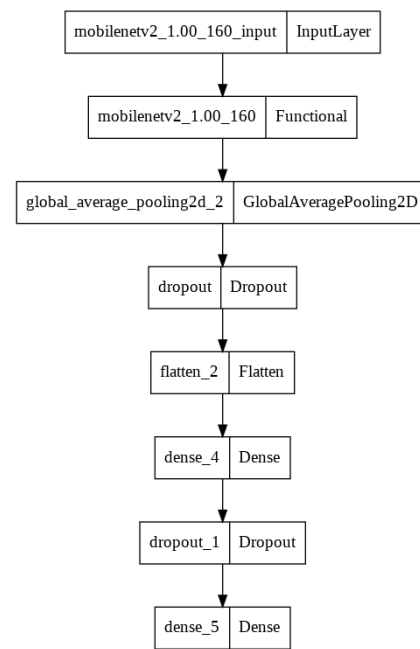 mobilenetv2_1.00_160_input InputLayer
mobilenetv2_1.00_160 Functional
global_average_pooling2d_2 GlobalAveragePooling2D
dropout Dropout
flatten_2 Flatten
dense_4 Dense
dropout_1 Dropout
dense_5 Dense